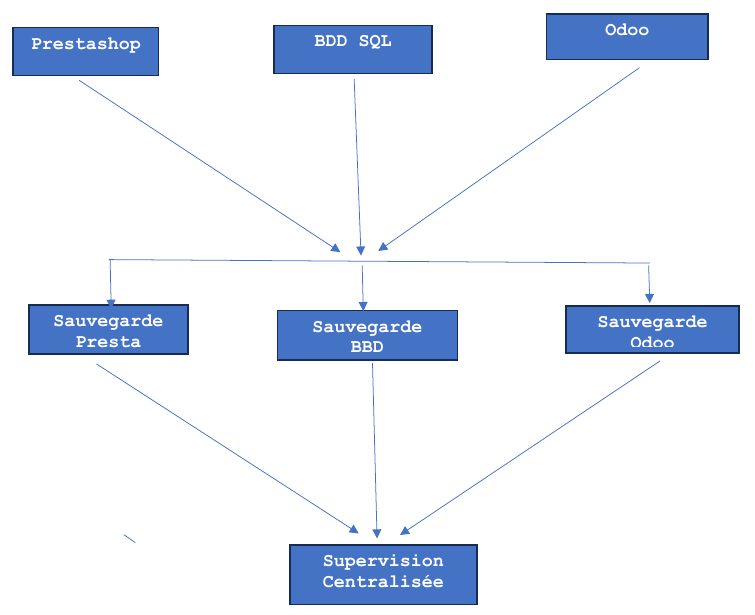 Prestashop
BDD SQL
Odoo
Sauvegarde
Presta
Sauvegarde
BBD
Sauvegarde
Odoo
Supervision
Centralisée